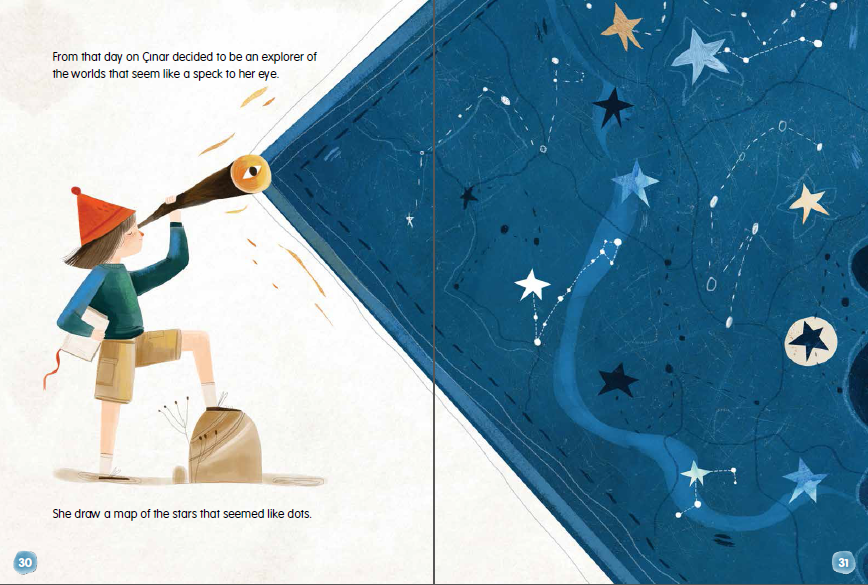 From that day on Çınar decided to be an explorer of
the worlds that seem like a speck to her eye.
She draw a map of the stars that seemed like dots.
30
31